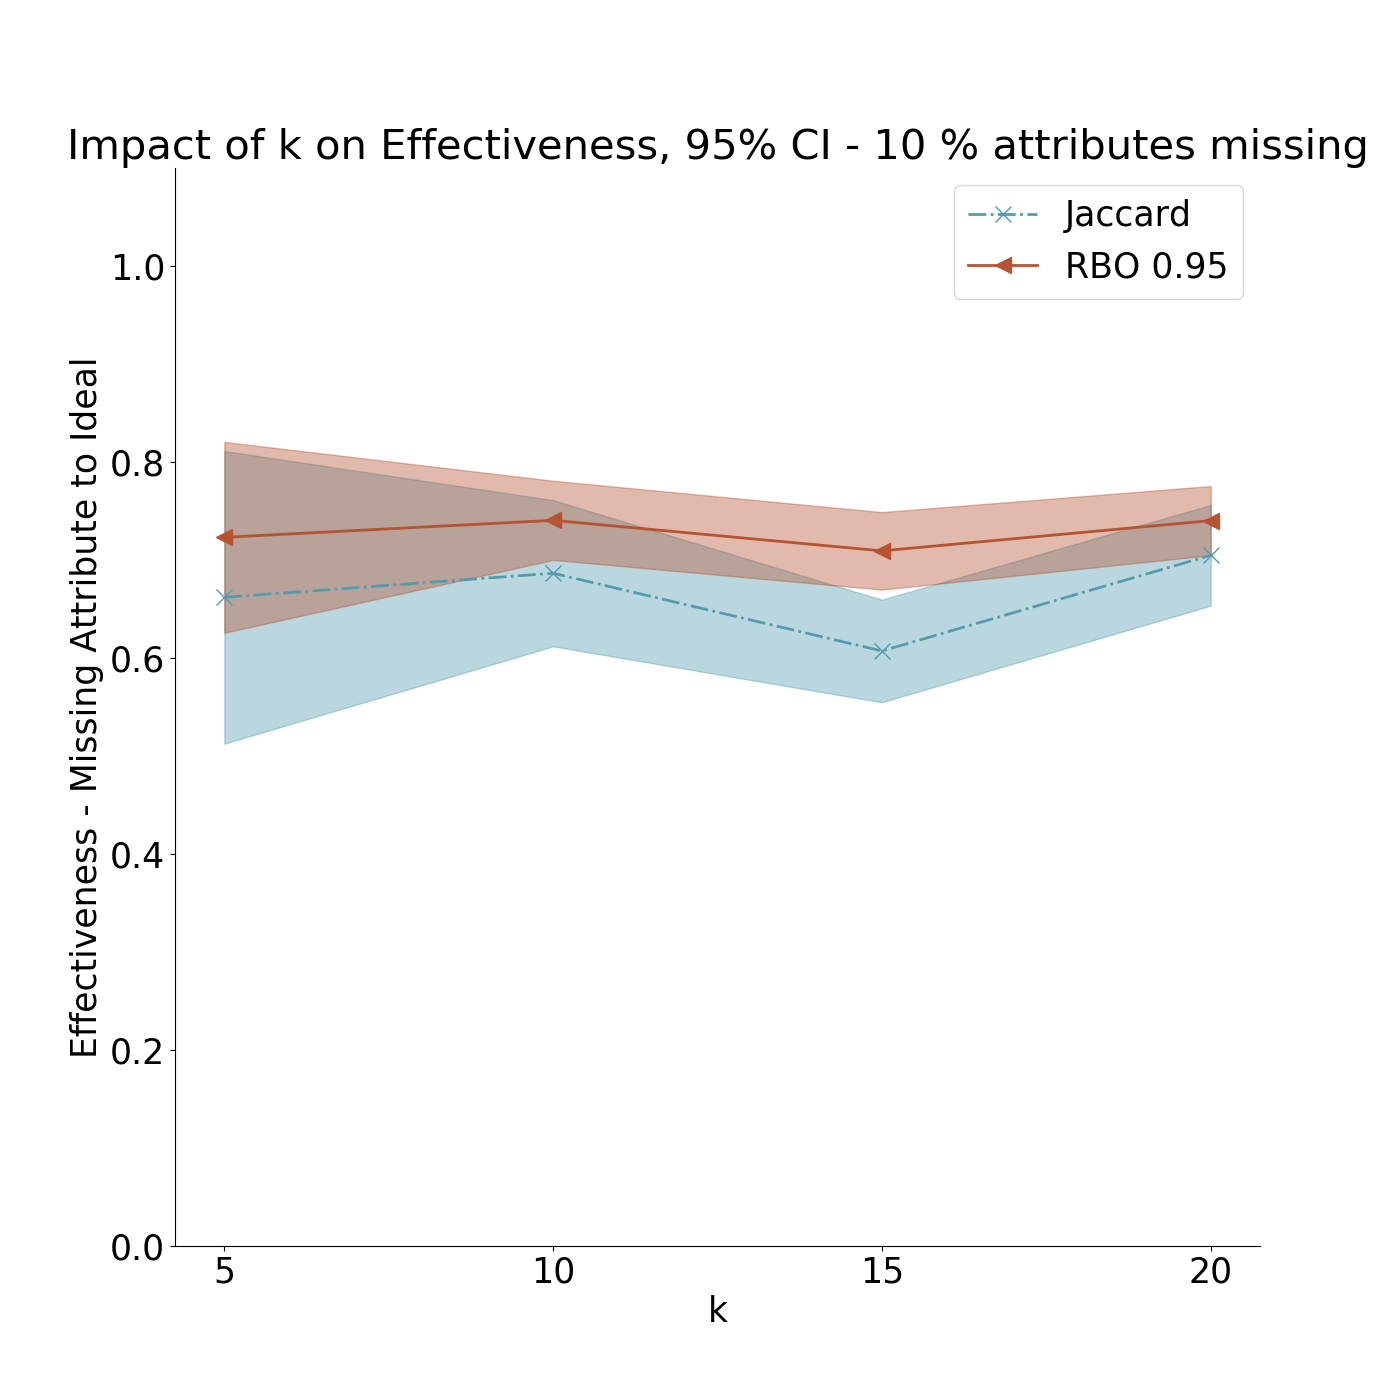 Impact of k on Effectiveness, 95% CI - 10 % attributes missing
Jaccard
RBO 0.95
Effectiveness - Missing Attribute to Ideal
1.0
0.8
0.6
0.4
0.2
0.0
5 10 15 20
k